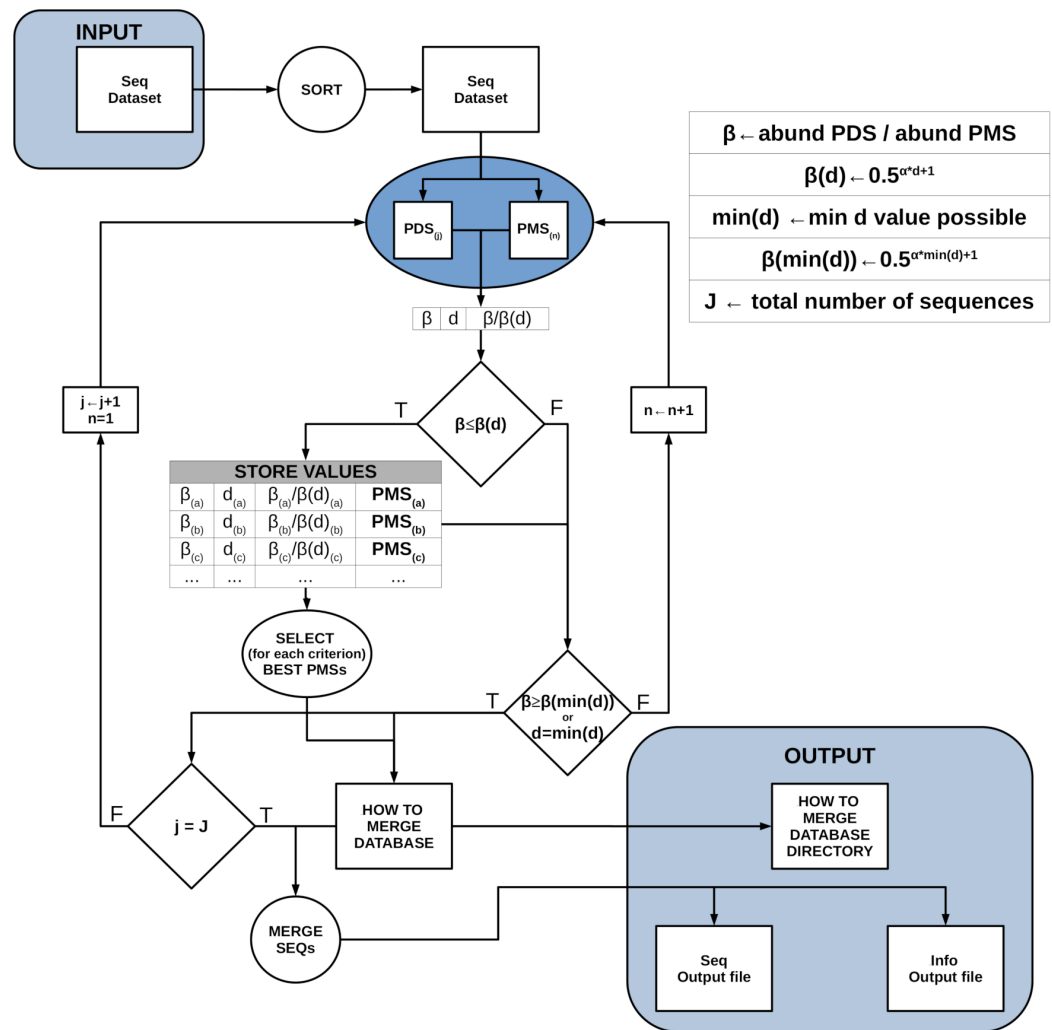 INPUT
Seq
Dataset
SORT
Seq
Dataset
β←abund PDS / abund PMS
β(d)←0.5^α*d+1
min(d) ←min d value possible
β(min(d))←0.5^α*min(d)+1
J ← total number of sequences
PDS(j)
PMS(n)
β d β/β(d)
j←j+1
n=1
n←n+1
T
β≤β(d)
F
STORE VALUES
β(a) d(a) β(a)/β(d)(a) PMS(a)
β(b) d(b) β(b)/β(d)(b) PMS(b)
β(c) d(c) β(c)/β(d)(c) PMS(c)
... ... ... ...
SELECT
(for each criterion)
BEST PMSs
T
β≥β(min(d))
or
d=min(d)
F
F
j = J
T
HOW TO
MERGE
DATABASE
MERGE
SEQs
OUTPUT
HOW TO
MERGE
DATABASE
DIRECTORY
Seq
Output file
Info
Output file